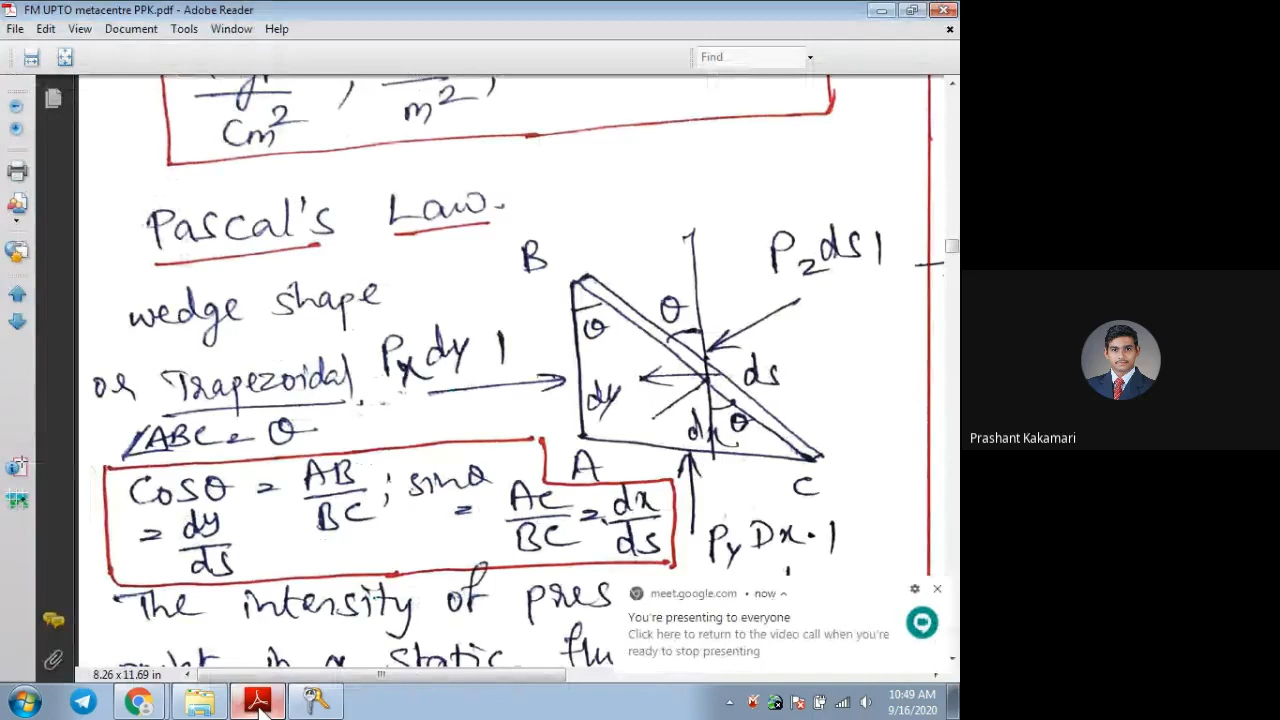 FM UPTO metacentre PPK.pdf - Adobe Reader
File Edit View Document Tools Window Help
Find
Cm² , m² ,
Pascal's Law.
B
P₂ds1
wedge shape
θ
θ
or Trapezoidal
Pxdy 1
dy
ds
∠ABC = θ
dx
θ
A
C
Cosθ = AB/BC ; sinθ
= dy/ds
= AC/BC = dx/ds
Py Dx·1
The intensity of pres
point in a static flu
meet.google.com • now
You're presenting to everyone
Click here to return to the video call when you're
ready to stop presenting
8.26 x 11.69 in
10:49 AM
9/16/2020
Prashant Kakamari